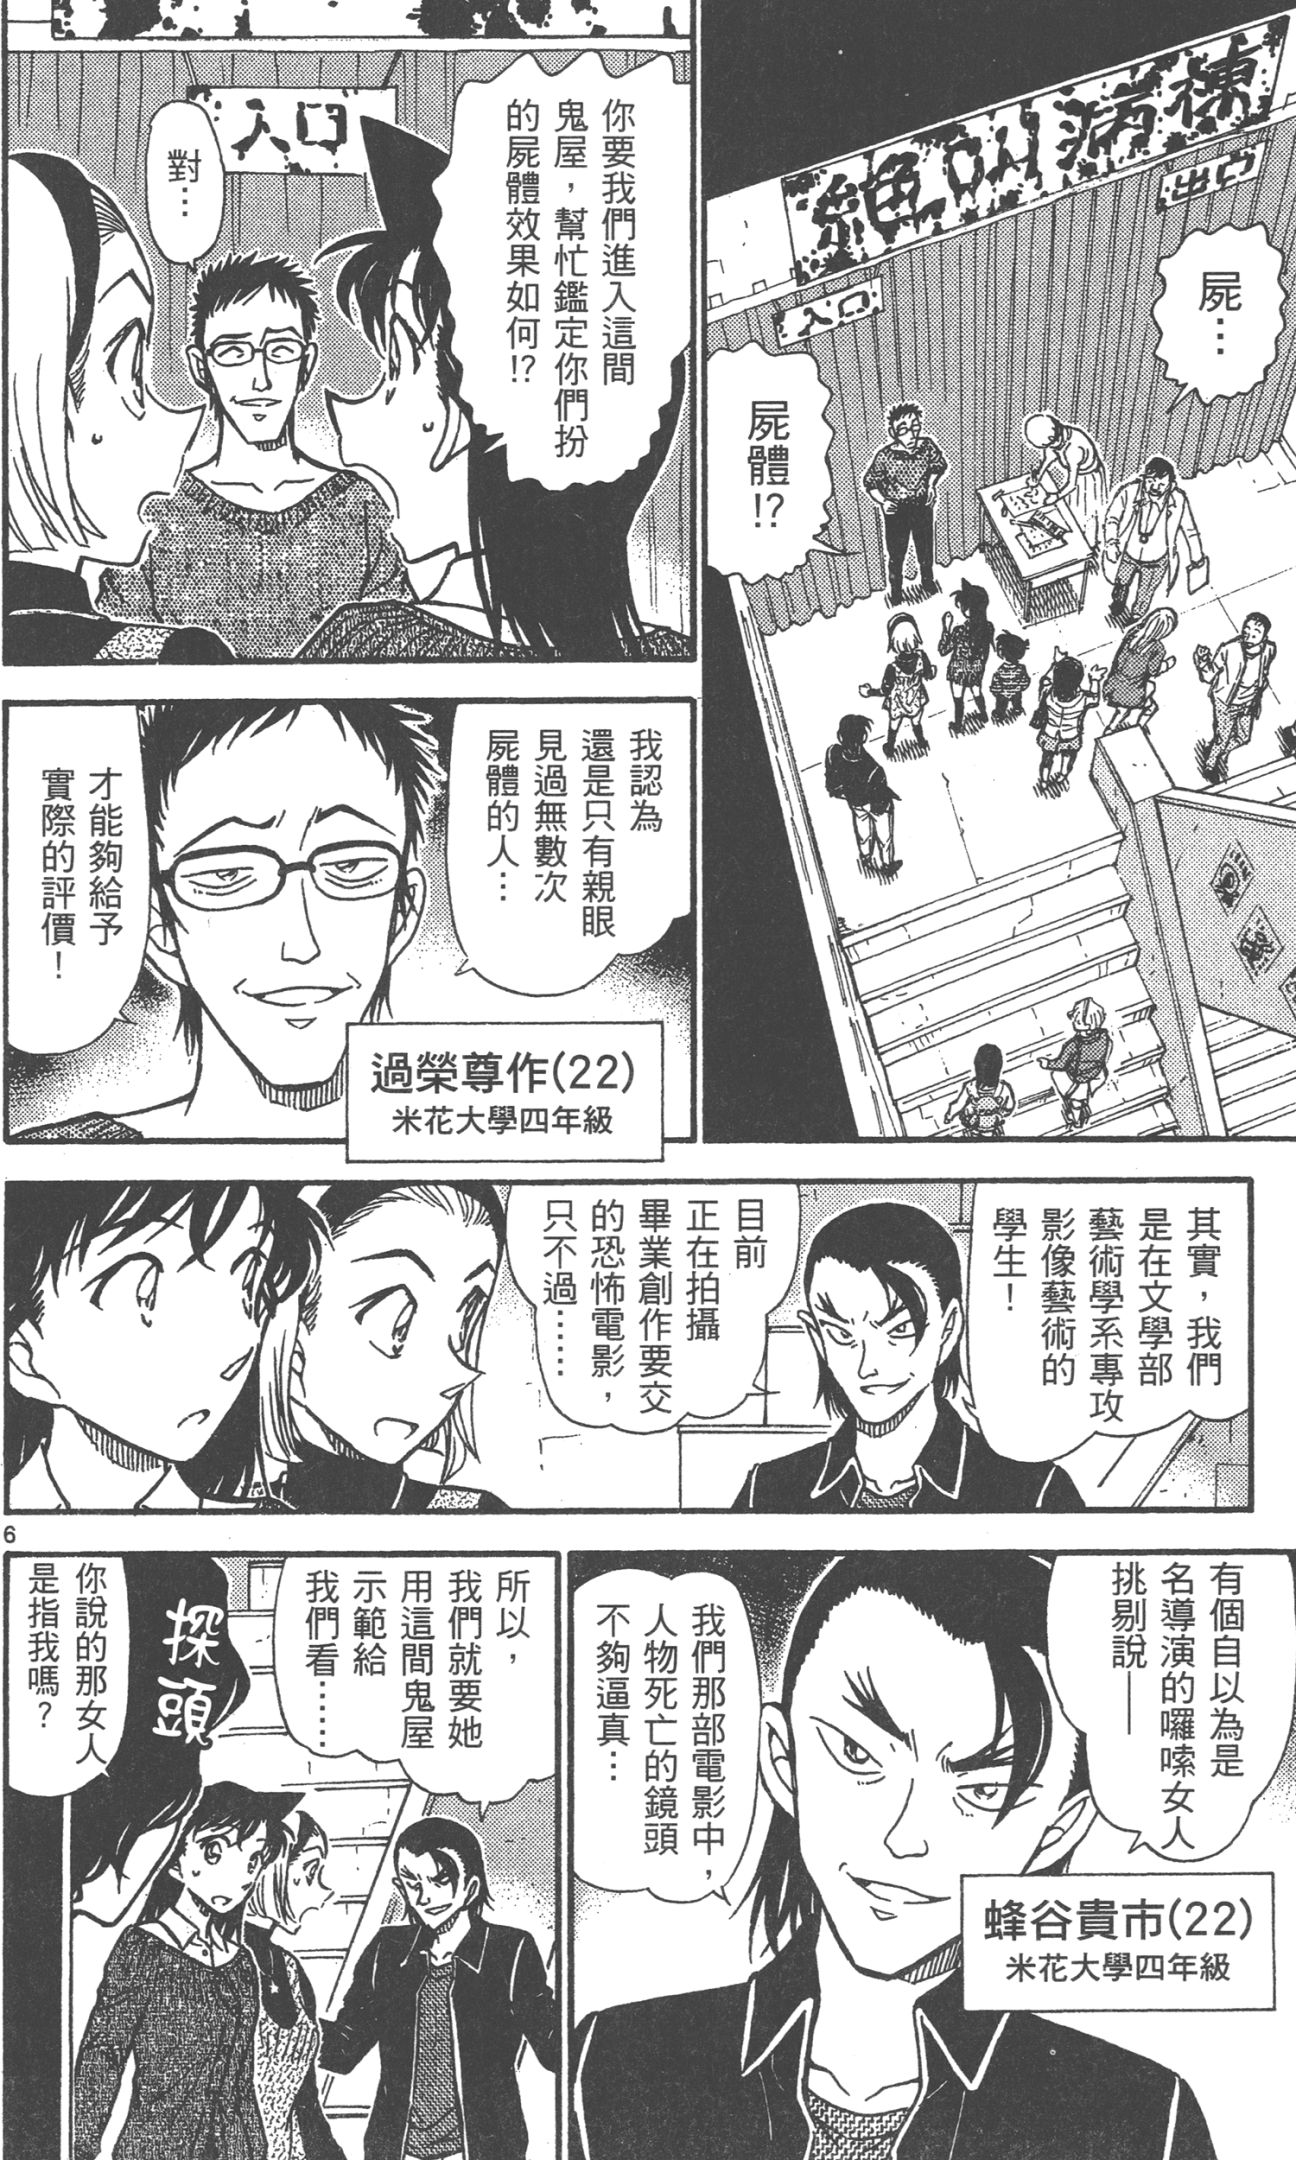 絕叫病棟
出口
入口
屍…
屍體!?
入口
你要我們進入這間
鬼屋，幫忙鑑定你們扮
的屍體效果如何!?
對…
我認為
還是只有親眼
見過無數次
屍體的人…
才能夠給予
實際的評價！
過榮尊作(22)
米花大學四年級
其實，我們
是在文學部
藝術學系專攻
影像藝術的
學生！
目前
正在拍攝
畢業創作要交
的恐怖電影，
只不過……
有個自以為是
名導演的囉嗦女人
挑剔說——
我們那部電影中，
人物死亡的鏡頭
不夠逼真…
蜂谷貴市(22)
米花大學四年級
所以，
我們就要她
用這間鬼屋
示範給
我們看……
探頭
你說的那女人
是指我嗎？
6